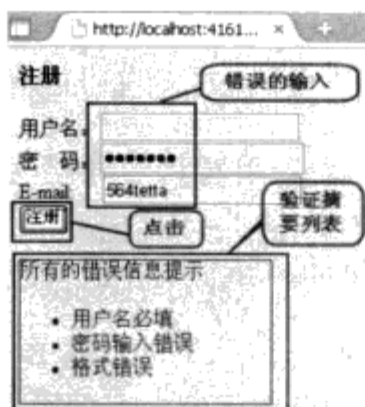 http://localhost:4161... ×
注册
错误的输入
用户名:
密 码: ●●●●●●●
E-mail 564tetta
注册
点击
验证摘
要列表
所有的错误信息提示
• 用户名必填
• 密码输入错误
• 格式错误